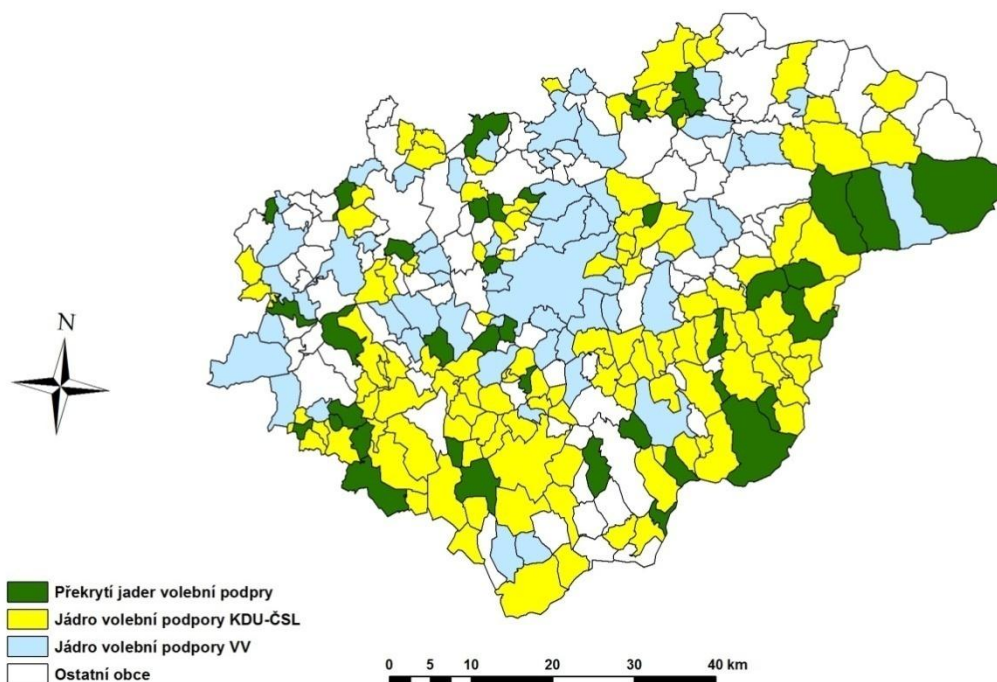 N
Překrytí jader volební podpry
Jádro volební podpory KDU-ČSL
Jádro volební podpory VV
Ostatní obce
0 5 10 20 30 40 km